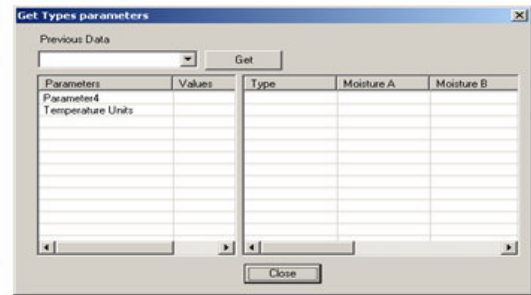 Get Types parameters
Previous Data
Get
Parameters Values Type Moisture A Moisture B
Parameter4
Temperature Units
Close